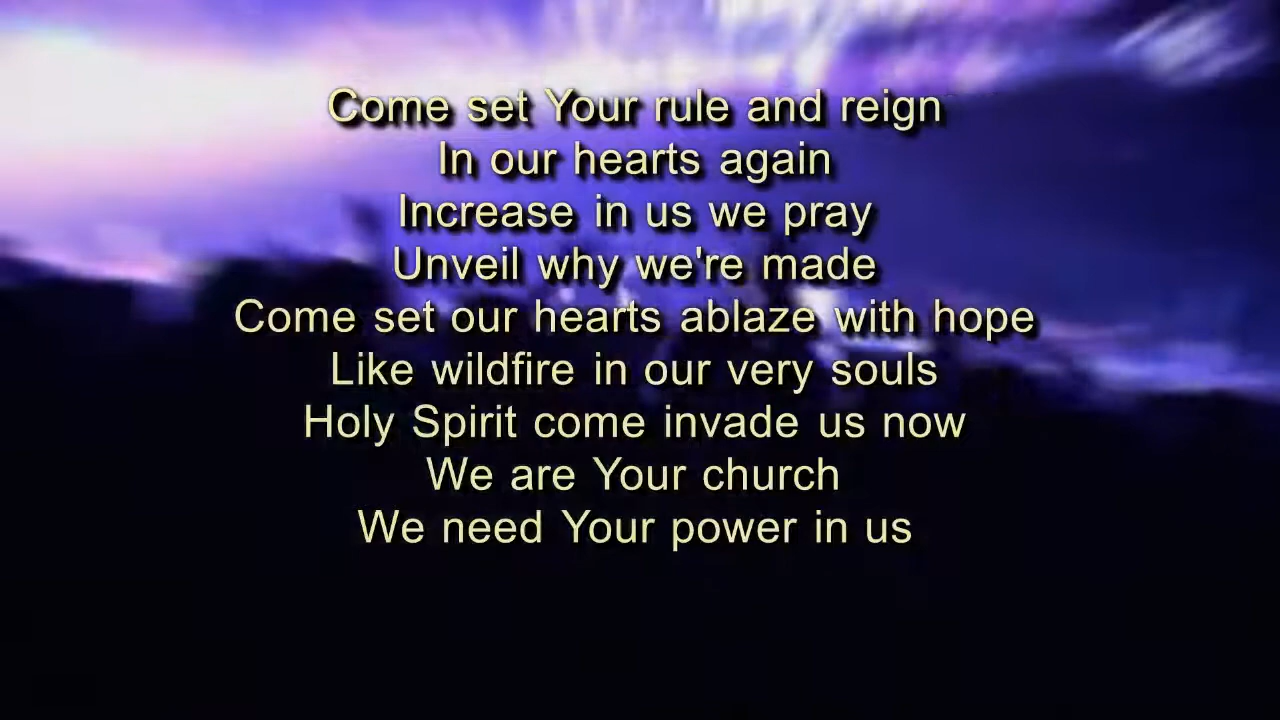 Come set Your rule and reign
In our hearts again
Increase in us we pray
Unveil why we're made
Come set our hearts ablaze with hope
Like wildfire in our very souls
Holy Spirit come invade us now
We are Your church
We need Your power in us